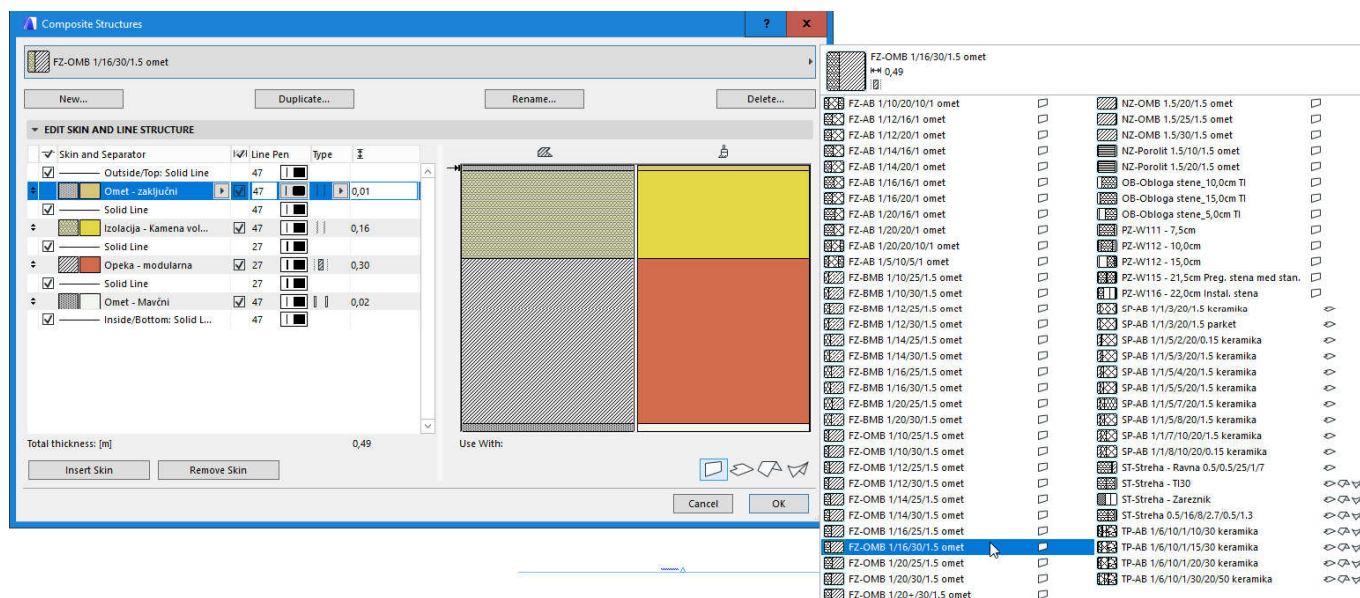 Composite Structures
? x
FZ-OMB 1/16/30/1.5 omet
New... Duplicate... Rename... Delete...
EDIT SKIN AND LINE STRUCTURE
Skin and Separator Line Pen Type
Outside/Top: Solid Line 47
Omet - zaključni 47 0,01
Solid Line 47
Izolacija - Kamena vol... 47 0,16
Solid Line 27
Opeka - modularna 27 0,30
Solid Line 27
Omet - Mavčni 47 0,02
Inside/Bottom: Solid L... 47
Total thickness: [m] 0,49
Use With:
Insert Skin Remove Skin
Cancel OK
FZ-OMB 1/16/30/1.5 omet
0,49
FZ-AB 1/10/20/10/1 omet
FZ-AB 1/12/16/1 omet
FZ-AB 1/12/20/1 omet
FZ-AB 1/14/16/1 omet
FZ-AB 1/14/20/1 omet
FZ-AB 1/16/16/1 omet
FZ-AB 1/16/20/1 omet
FZ-AB 1/20/16/1 omet
FZ-AB 1/20/20/1 omet
FZ-AB 1/20/20/10/1 omet
FZ-AB 1/5/10/5/1 omet
FZ-BMB 1/10/25/1.5 omet
FZ-BMB 1/10/30/1.5 omet
FZ-BMB 1/12/25/1.5 omet
FZ-BMB 1/12/30/1.5 omet
FZ-BMB 1/14/25/1.5 omet
FZ-BMB 1/14/30/1.5 omet
FZ-BMB 1/16/25/1.5 omet
FZ-BMB 1/16/30/1.5 omet
FZ-BMB 1/20/25/1.5 omet
FZ-BMB 1/20/30/1.5 omet
FZ-OMB 1/10/25/1.5 omet
FZ-OMB 1/10/30/1.5 omet
FZ-OMB 1/12/25/1.5 omet
FZ-OMB 1/12/30/1.5 omet
FZ-OMB 1/14/25/1.5 omet
FZ-OMB 1/14/30/1.5 omet
FZ-OMB 1/16/25/1.5 omet
FZ-OMB 1/16/30/1.5 omet
FZ-OMB 1/20/25/1.5 omet
FZ-OMB 1/20/30/1.5 omet
FZ-OMB 1/20+/30/1.5 omet
NZ-OMB 1.5/20/1.5 omet
NZ-OMB 1.5/25/1.5 omet
NZ-OMB 1.5/30/1.5 omet
NZ-Porolit 1.5/10/1.5 omet
NZ-Porolit 1.5/20/1.5 omet
OB-Obloga stene_10,0cm TI
OB-Obloga stene_15,0cm TI
OB-Obloga stene_5,0cm TI
PZ-W111 - 7,5cm
PZ-W112 - 10,0cm
PZ-W112 - 15,0cm
PZ-W115 - 21,5cm Preg. stena med stan.
PZ-W116 - 22,0cm Instal. stena
SP-AB 1/1/3/20/1.5 keramika
SP-AB 1/1/3/20/1.5 parket
SP-AB 1/1/5/2/20/0.15 keramika
SP-AB 1/1/5/3/20/1.5 keramika
SP-AB 1/1/5/4/20/1.5 keramika
SP-AB 1/1/5/5/20/1.5 keramika
SP-AB 1/1/5/7/20/1.5 keramika
SP-AB 1/1/5/8/20/1.5 keramika
SP-AB 1/1/7/10/20/1.5 keramika
SP-AB 1/1/8/10/20/0.15 keramika
ST-Streha - Ravna 0.5/0.5/25/1/7
ST-Streha - TI30
ST-Streha - Zareznik
ST-Streha 0.5/16/8/2.7/0.5/1.3
TP-AB 1/6/10/1/10/30 keramika
TP-AB 1/6/10/1/15/30 keramika
TP-AB 1/6/10/1/20/30 keramika
TP-AB 1/6/10/1/30/20/50 keramika